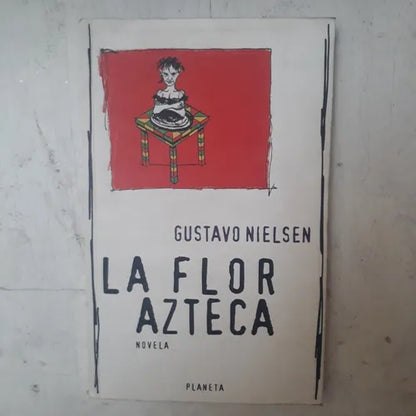 GUSTAVO NIELSEN
LA FLOR
AZTECA
NOVELA
PLANETA